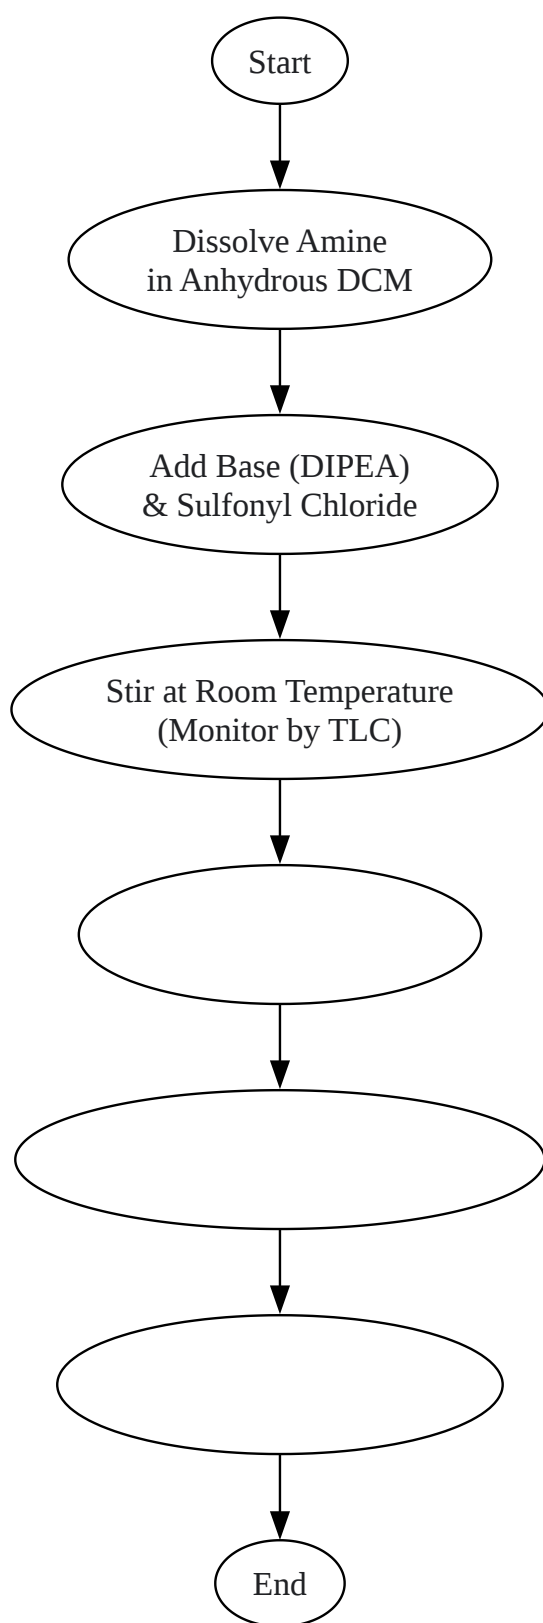 Start
Dissolve Amine
in Anhydrous DCM
Add Base (DIPEA)
& Sulfonyl Chloride
Stir at Room Temperature
(Monitor by TLC)
End